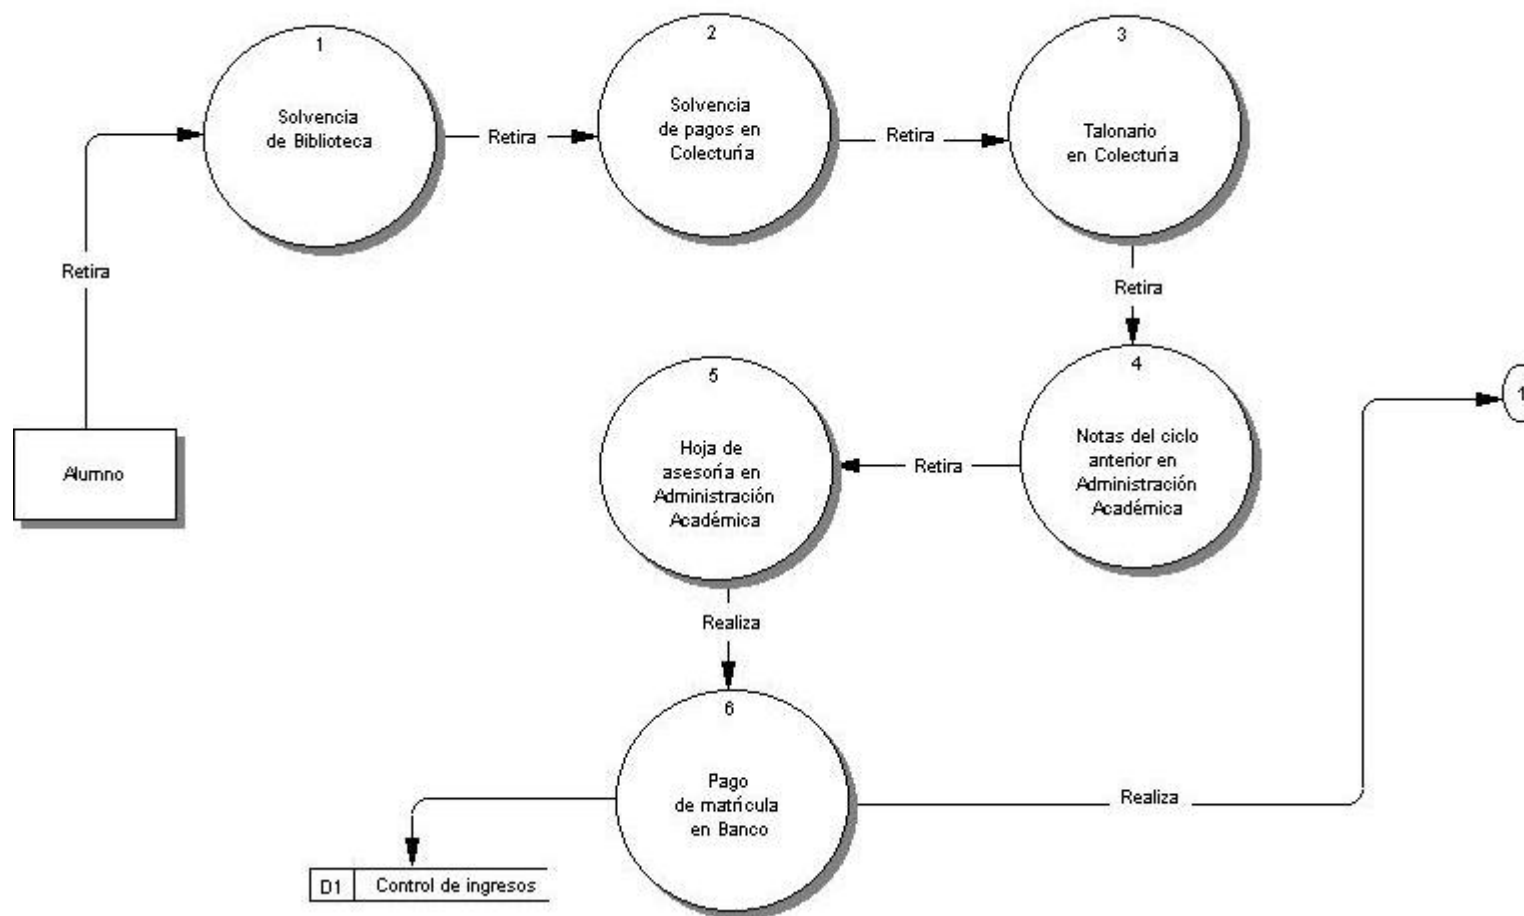 1
Solvencia
de Biblioteca
Retira
2
Solvencia
de pagos en
Colecturía
Retira
3
Talonario
en Colecturía
Retira
Retira
4
Notas del ciclo
anterior en
Administración
Académica
Retira
5
Hoja de
asesoría en
Administración
Académica
1
Alumno
Realiza
6
Pago
de matrícula
en Banco
Realiza
D1 Control de ingresos